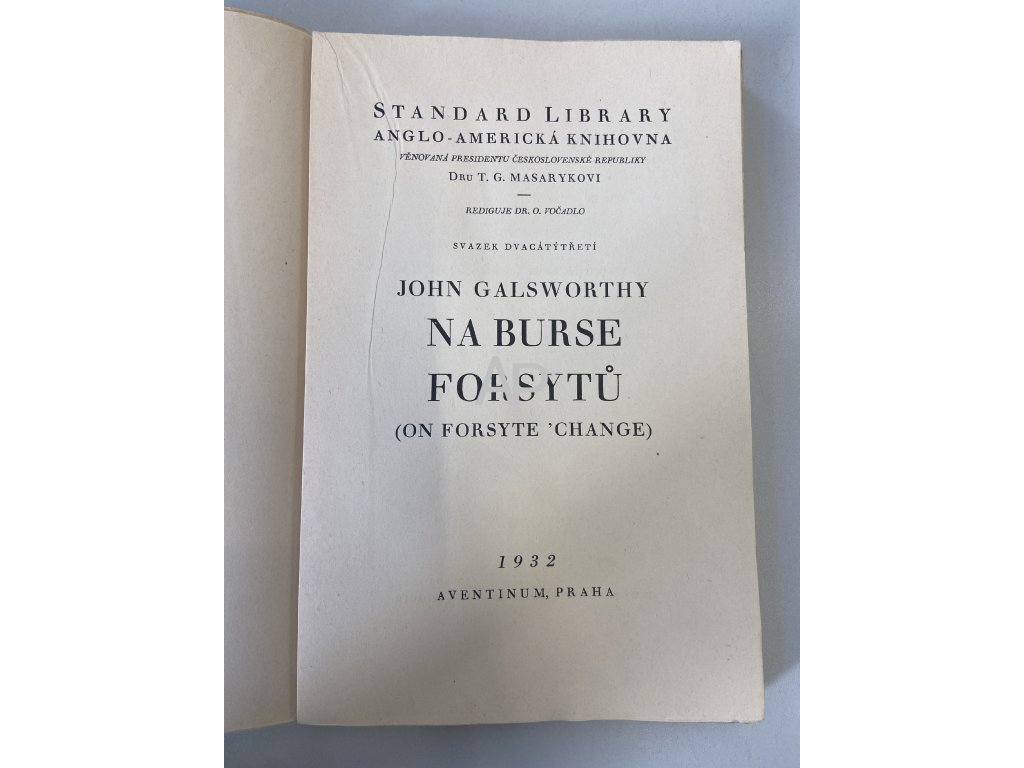 STANDARD LIBRARY
ANGLO-AMERICKÁ KNIHOVNA
VĚNOVANÁ PRESIDENTU ČESKOSLOVENSKÉ REPUBLIKY
DRU T. G. MASARYKOVI
—
REDIGUJE DR. O. VOČADLO
SVAZEK DVACÁTÝTŘETÍ
JOHN GALSWORTHY
NA BURSE
FORSYTŮ
(ON FORSYTE ’CHANGE)
1932
AVENTINUM, PRAHA